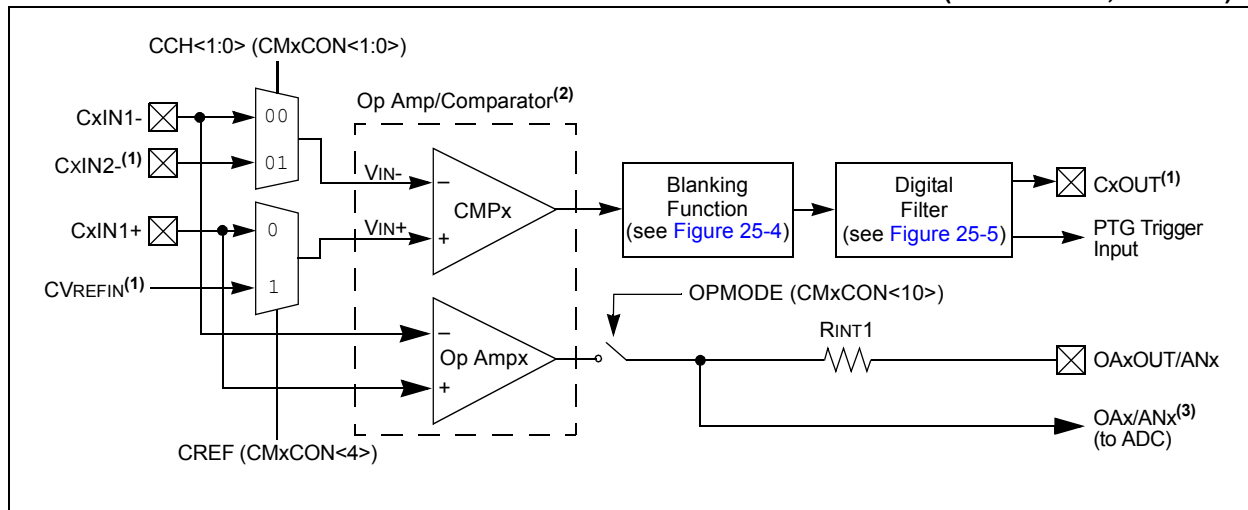 CCH<1:0> (CMxCON<1:0>)
CxIN1-
00
Op Amp/Comparator(2)
CxIN2-(1)
01
VIN-
–
CMPx
Blanking
Function
(see Figure 25-4)
Digital
Filter
(see Figure 25-5)
CxOUT(1)
CxIN1+
0
VIN+
+
PTG Trigger
Input
CVREFIN(1)
1
OPMODE (CMxCON<10>)
–
Op Ampx
+
RINT1
OAxOUT/ANx
OAx/ANx(3)
(to ADC)
CREF (CMxCON<4>)